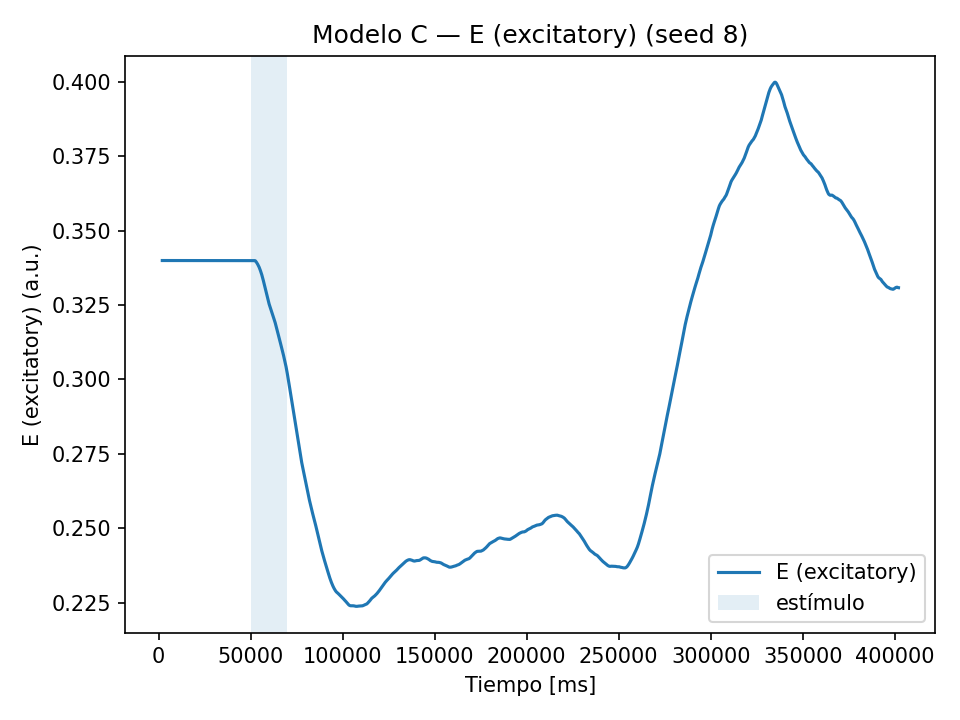 Modelo C — E (excitatory) (seed 8)
E (excitatory) (a.u.)
0.400
0.375
0.350
0.325
0.300
0.275
0.250
0.225
E (excitatory)
estímulo
0 50000 100000 150000 200000 250000 300000 350000 400000
Tiempo [ms]